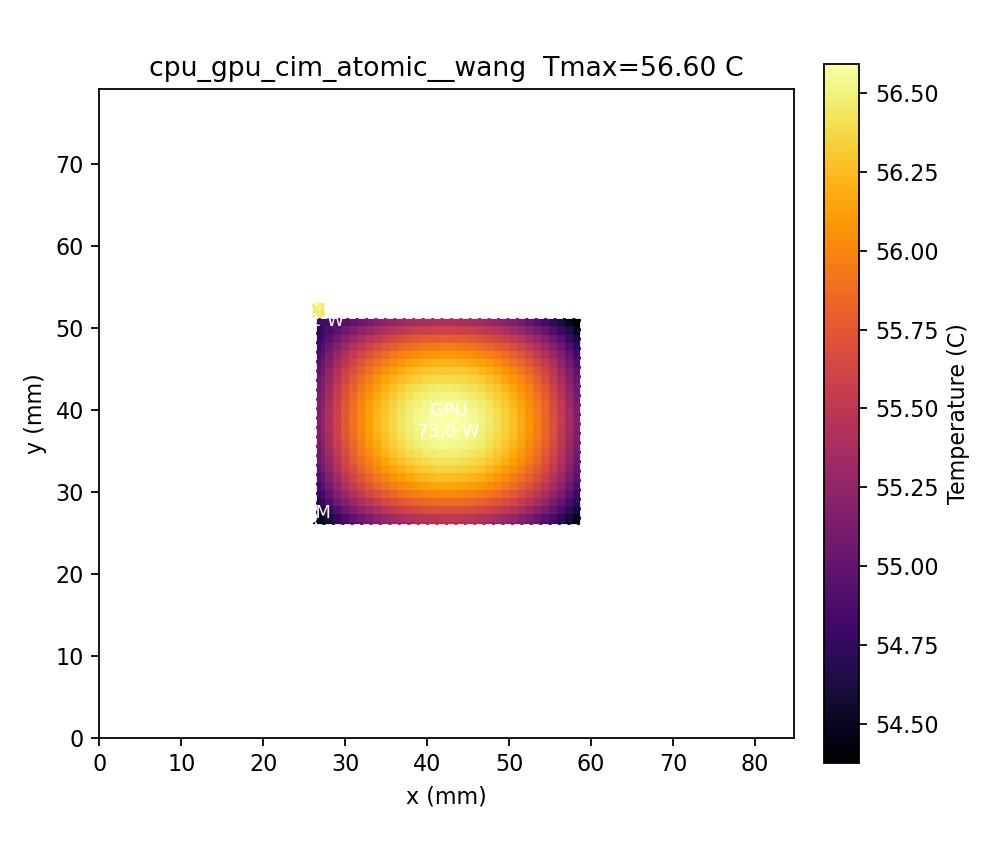 cpu_gpu_cim_atomic__wang  Tmax=56.60 C
70
60
50
40
30
20
10
0
y (mm)
W
GPU
73.0 W
M
0 10 20 30 40 50 60 70 80
x (mm)
56.50
56.25
56.00
55.75
55.50
55.25
55.00
54.75
54.50
Temperature (C)